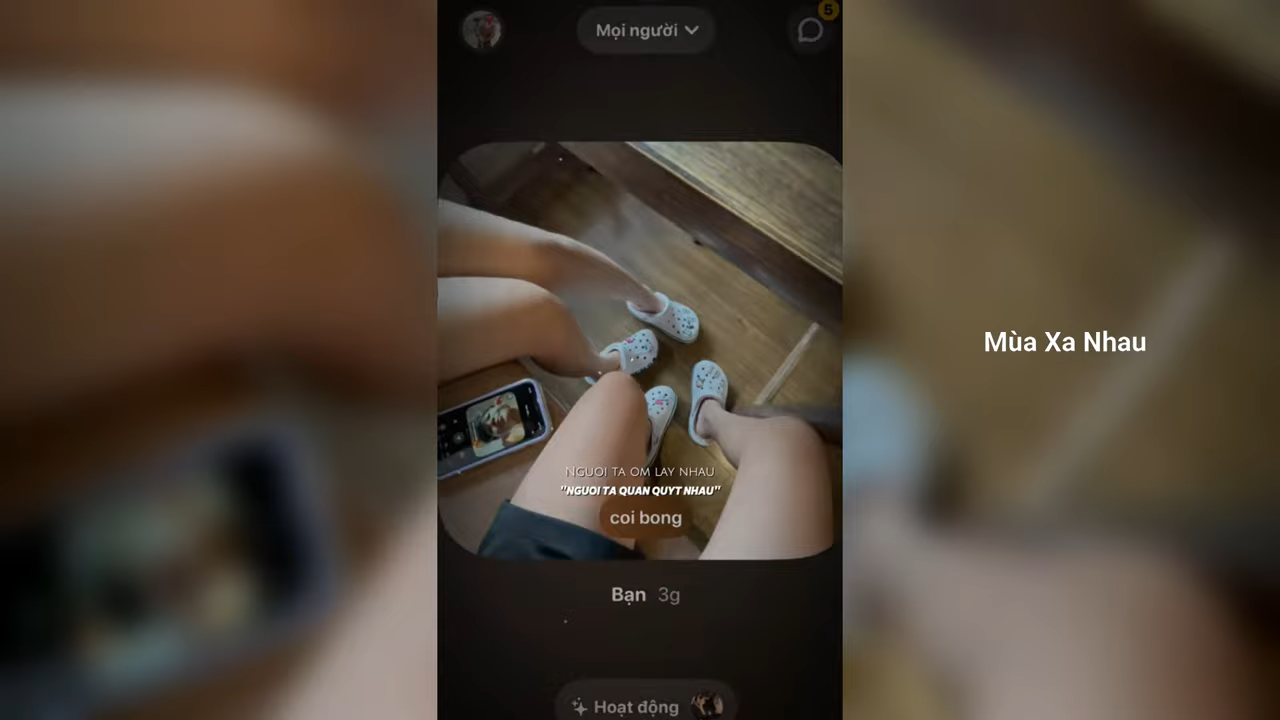 5
Mọi người
Mùa Xa Nhau
NGUOI TA OM LAY NHAU
"NGUOI TA QUAN QUYT NHAU"
coi bong
Bạn 3g
Hoạt động